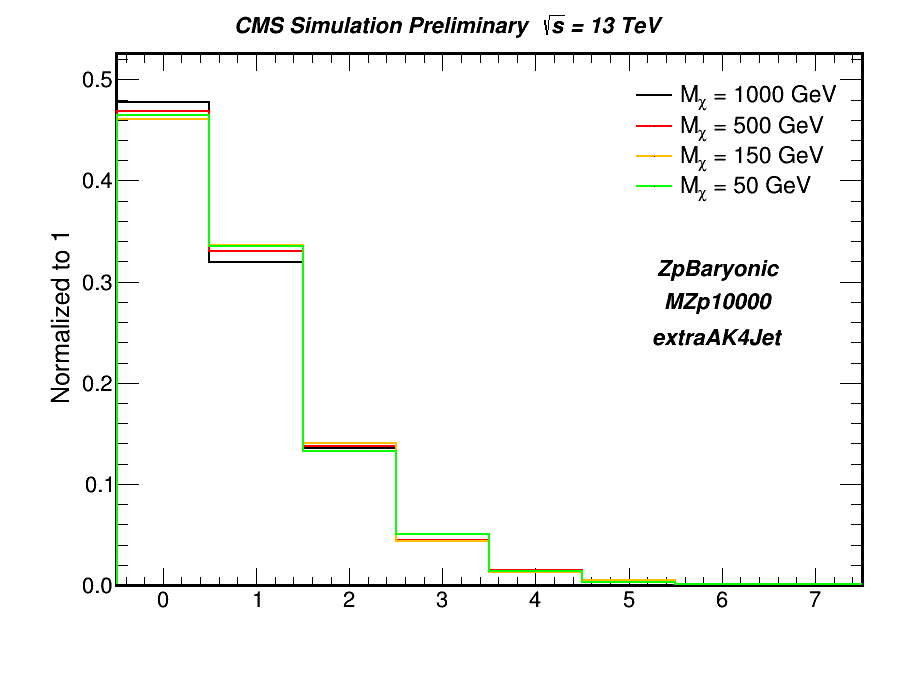 CMS Simulation Preliminary √s = 13 TeV
0.5
0.4
0.3
0.2
0.1
0.0
Normalized to 1
Mχ = 1000 GeV
Mχ = 500 GeV
Mχ = 150 GeV
Mχ = 50 GeV
ZpBaryonic
MZp10000
extraAK4Jet
0 1 2 3 4 5 6 7